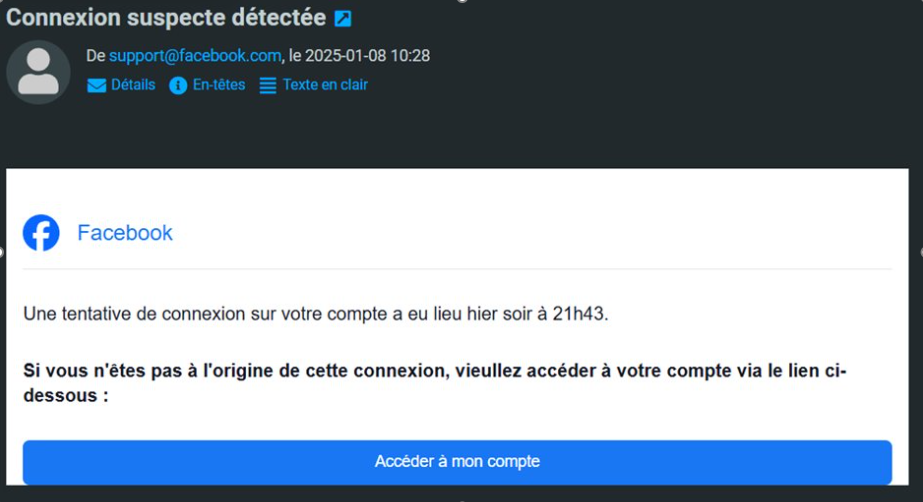 Connexion suspecte détectée
De support@facebook.com, le 2025-01-08 10:28
Détails En-têtes Texte en clair
Facebook
Une tentative de connexion sur votre compte a eu lieu hier soir à 21h43.
Si vous n'êtes pas à l'origine de cette connexion, vieullez accéder à votre compte via le lien ci-
dessous :
Accéder à mon compte